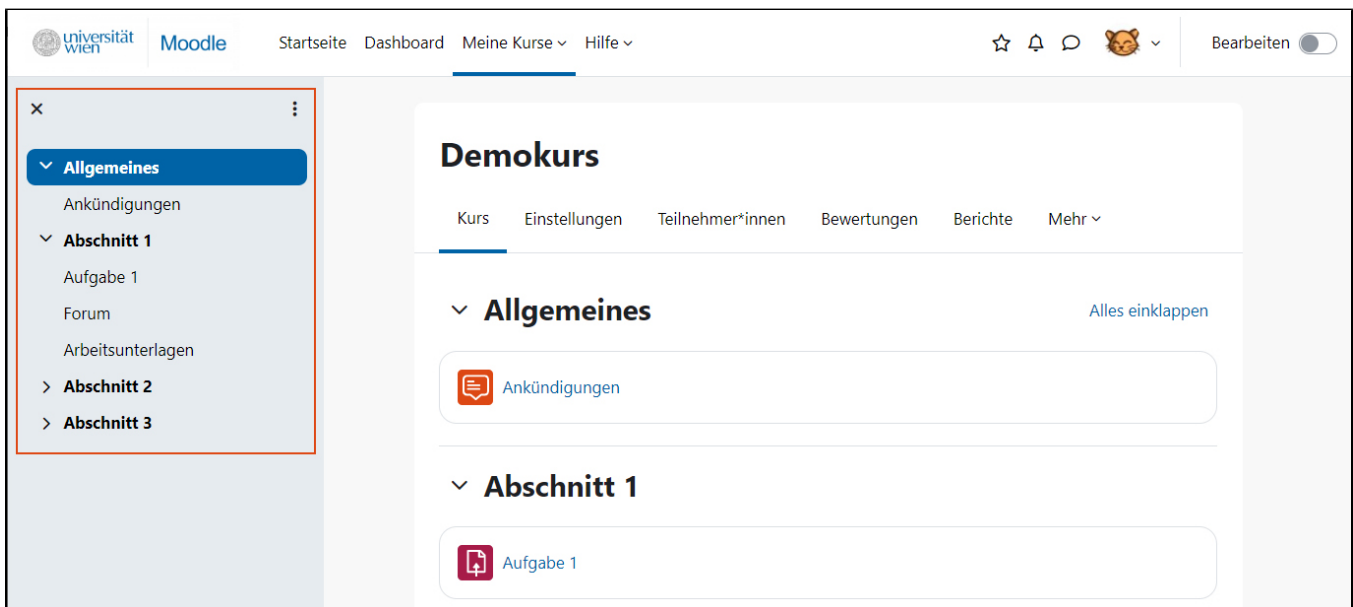 universität
wien
Moodle
Startseite Dashboard Meine Kurse Hilfe
Bearbeiten
Allgemeines
Ankündigungen
Abschnitt 1
Aufgabe 1
Forum
Arbeitsunterlagen
Abschnitt 2
Abschnitt 3
Demokurs
Kurs Einstellungen Teilnehmer*innen Bewertungen Berichte Mehr
Allgemeines
Alles einklappen
Ankündigungen
Abschnitt 1
Aufgabe 1